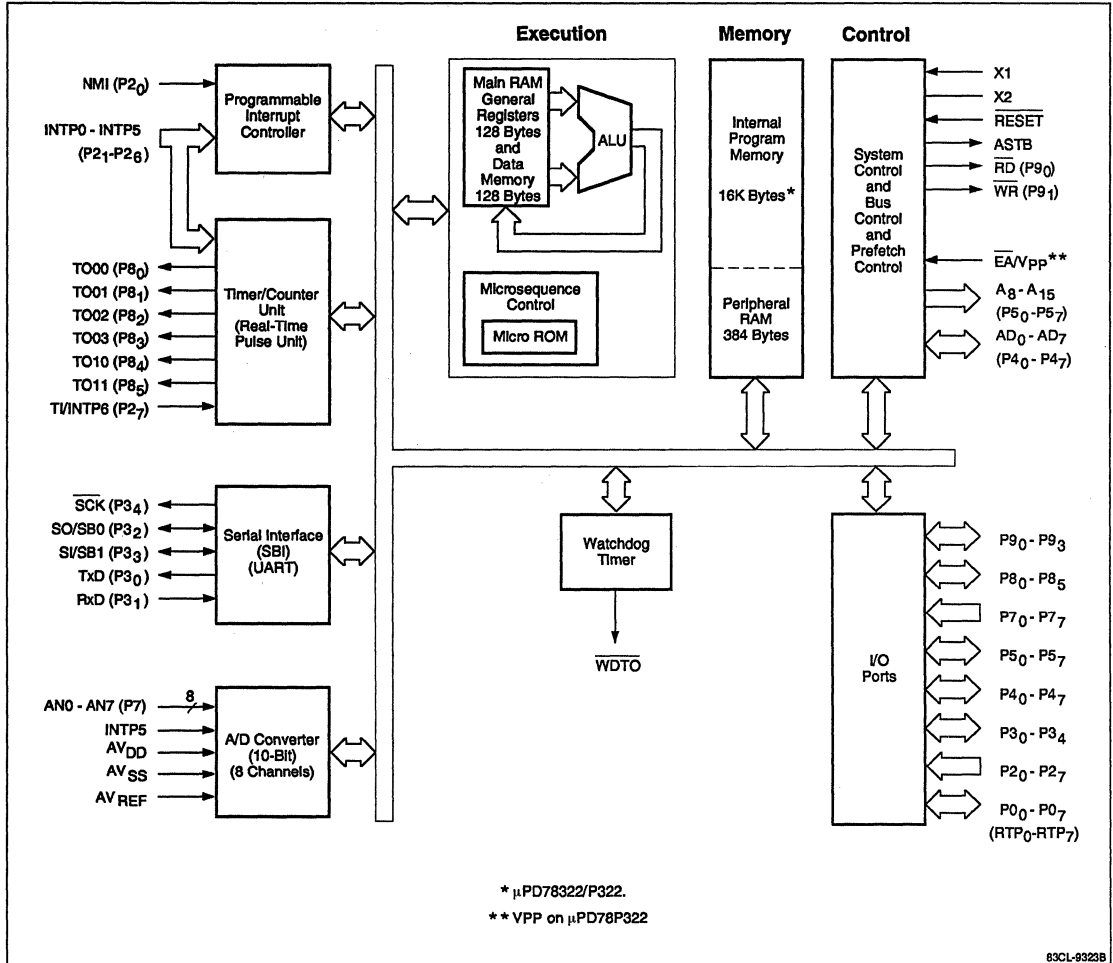 Execution
Memory
Control
NMI (P20)
INTP0 - INTP5
(P21-P26)
Programmable
Interrupt
Controller
TO00 (P80)
TO01 (P81)
TO02 (P82)
TO03 (P83)
TO10 (P84)
TO11 (P85)
TI/INTP6 (P27)
Timer/Counter
Unit
(Real-Time
Pulse Unit)
SCK (P34)
SO/SB0 (P32)
SI/SB1 (P33)
TxD (P30)
RxD (P31)
Serial Interface
(SBI)
(UART)
AN0 - AN7 (P7)
8
INTP5
AVDD
AVSS
AVREF
A/D Converter
(10-Bit)
(8 Channels)
Main RAM
General
Registers
128 Bytes
and
Data
Memory
128 Bytes
ALU
Microsequence
Control
Micro ROM
Internal
Program
Memory
16K Bytes*
Peripheral
RAM
384 Bytes
System
Control
and
Bus
Control
and
Prefetch
Control
X1
X2
RESET
ASTB
RD (P90)
WR (P91)
EA/VPP**
A8 - A15
(P50-P57)
AD0 - AD7
(P40-P47)
Watchdog
Timer
WDTO
I/O
Ports
P90 - P93
P80 - P85
P70 - P77
P50 - P57
P40 - P47
P30 - P34
P20 - P27
P00 - P07
(RTP0-RTP7)
* μPD78322/P322.
** VPP on μPD78P322
83CL-9323B